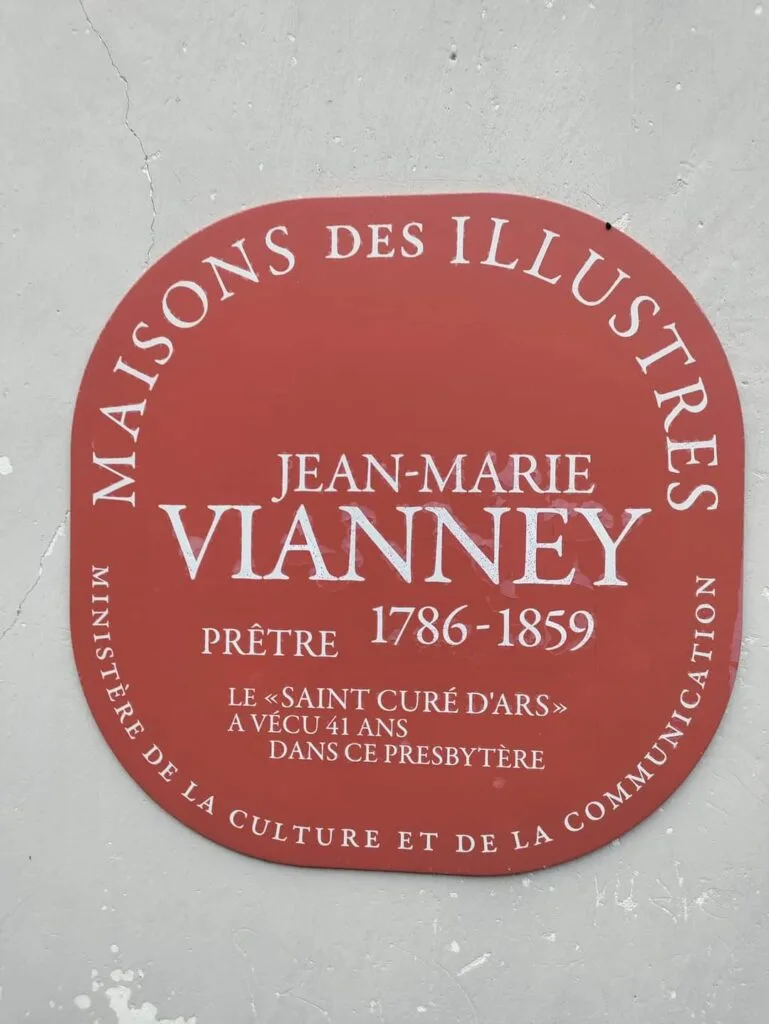 MAISONS DES ILLUSTRES
JEAN-MARIE
VIANNEY
PRÊTRE 1786-1859
LE «SAINT CURÉ D'ARS»
A VÉCU 41 ANS
DANS CE PRESBYTÈRE
MINISTÈRE DE LA CULTURE ET DE LA COMMUNICATION